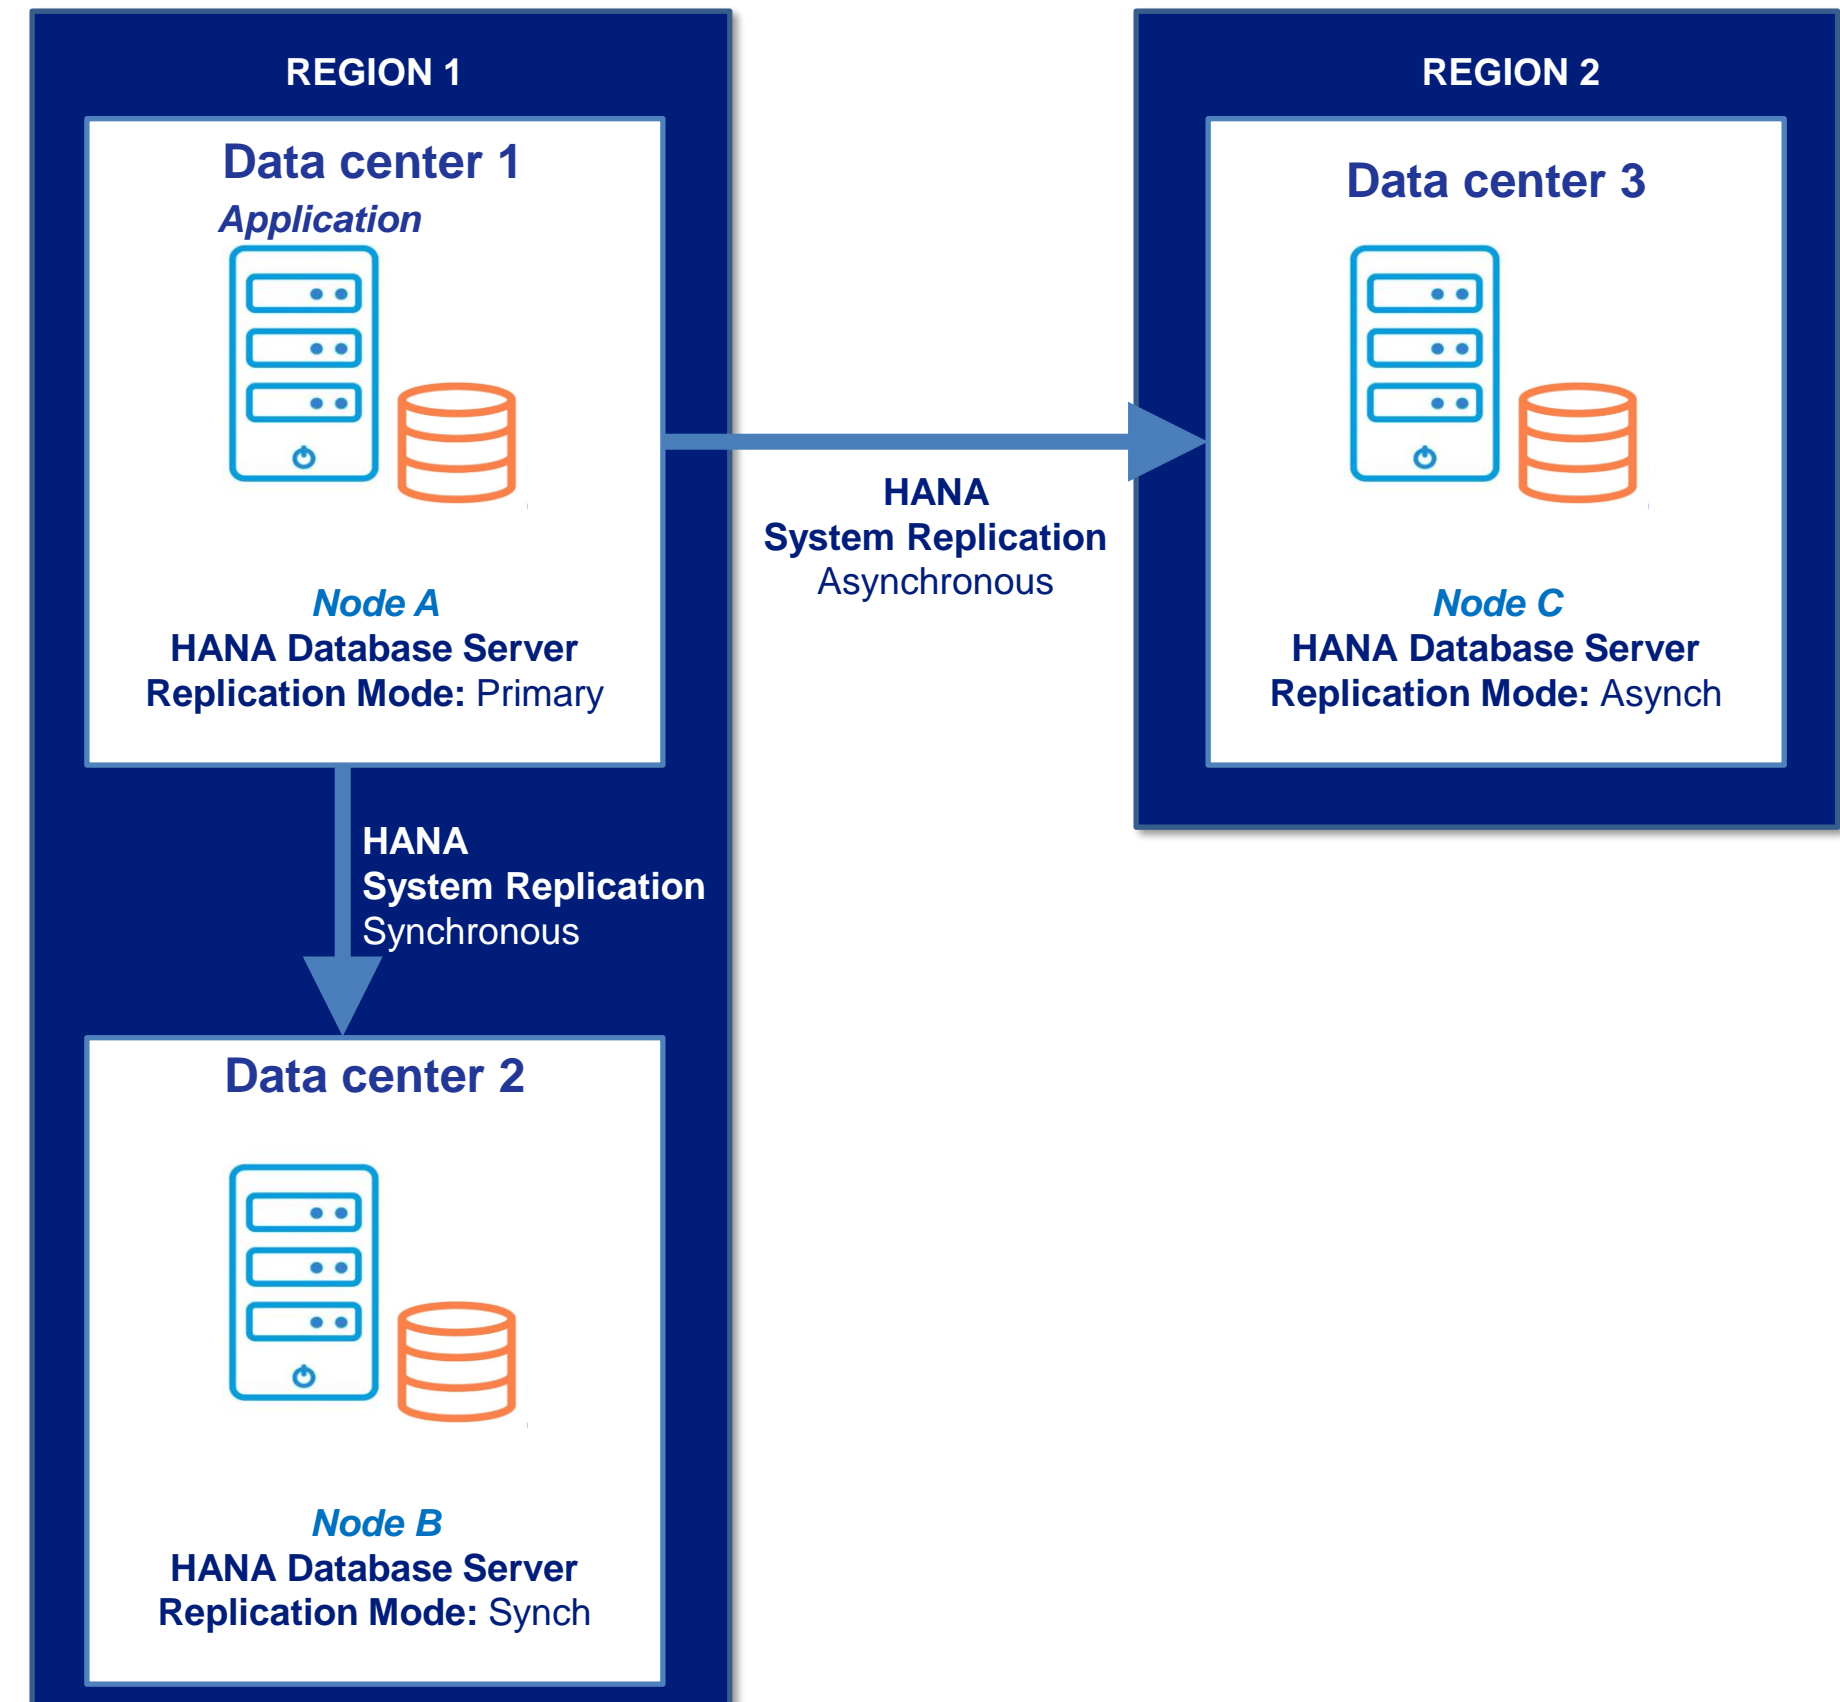 REGION 1
Data center 1
Application
Node A
HANA Database Server
Replication Mode: Primary
HANA
System Replication
Synchronous
Data center 2
Node B
HANA Database Server
Replication Mode: Synch
HANA
System Replication
Asynchronous
REGION 2
Data center 3
Node C
HANA Database Server
Replication Mode: Asynch